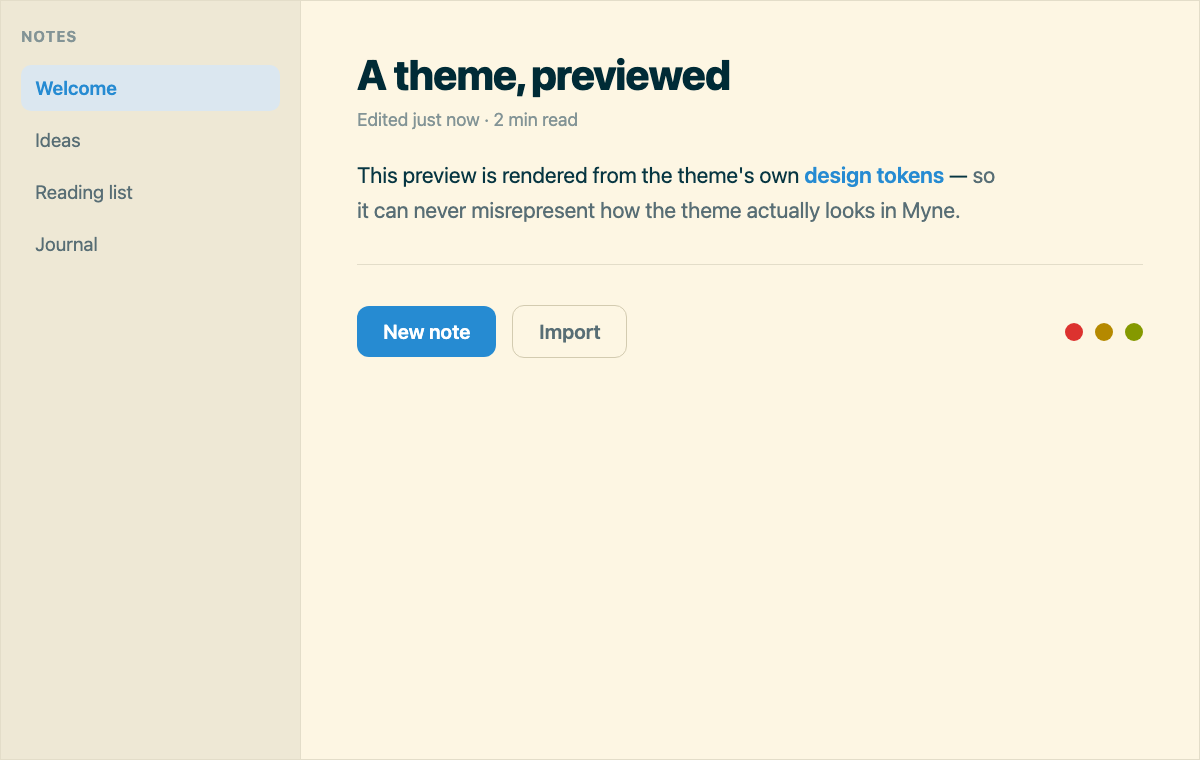 NOTES
Welcome
Ideas
Reading list
Journal
A theme, previewed
Edited just now · 2 min read
This preview is rendered from the theme's own design tokens — so
it can never misrepresent how the theme actually looks in Myne.
New note
Import